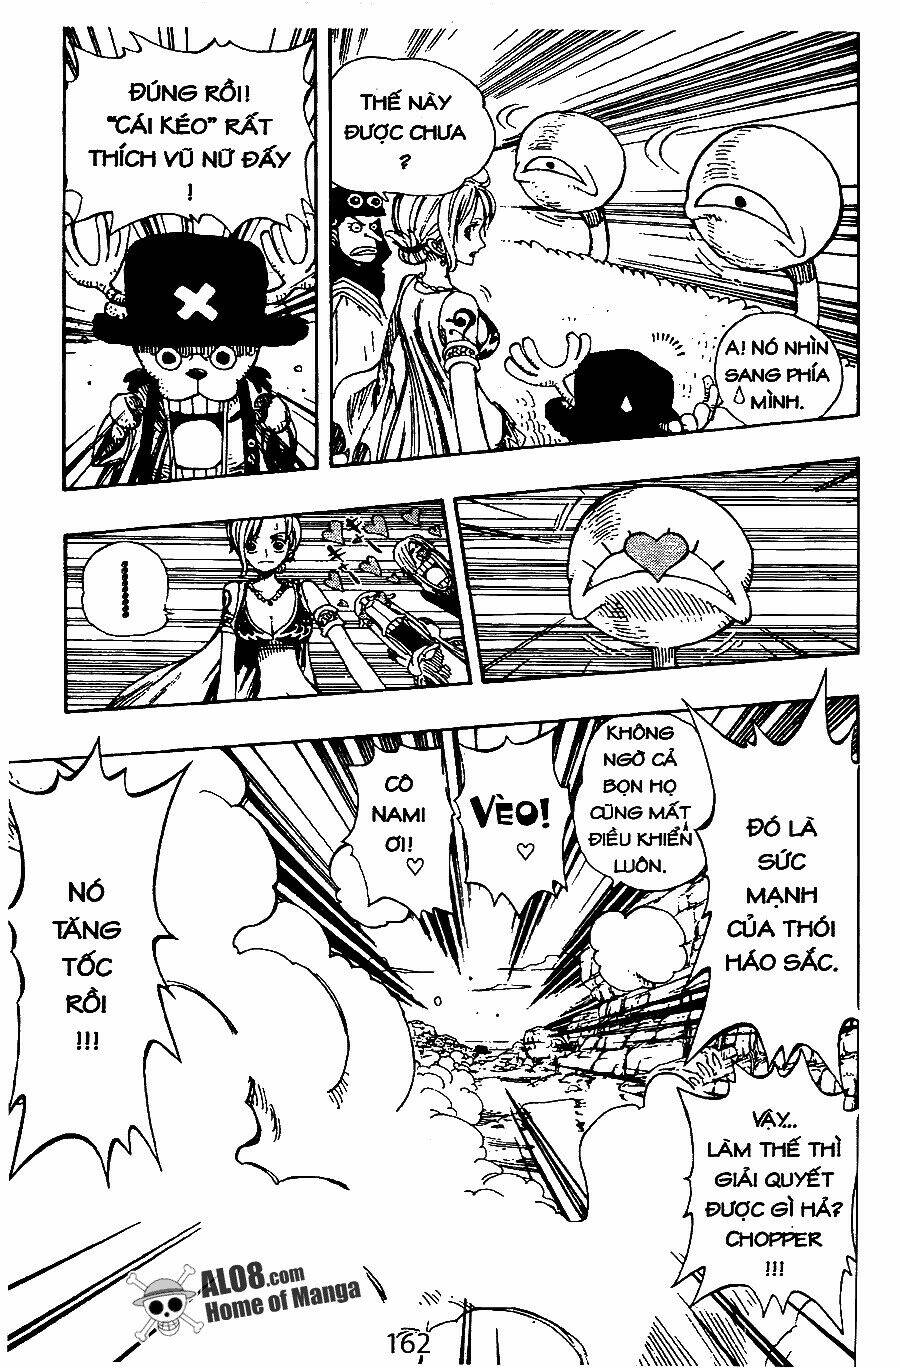 ĐÚNG RỒI!
"CÁI KÉO" RẤT
THÍCH VŨ NỮ ĐẤY
!
THẾ NÀY
ĐƯỢC CHƯA
?
A! NÓ NHÌN
SANG PHÍA
MÌNH.
KHÔNG
NGỜ CẢ
BỌN HỌ
CŨNG MẤT
ĐIỀU KHIỂN
LUÔN.
VÈO!
♡
CÔ
NAMI
ƠI!
♡
ĐÓ LÀ
SỨC
MẠNH
CỦA THÓI
HÁO SẮC.
NÓ
TĂNG
TỐC
RỒI
!!!
VẬY...
LÀM THẾ THÌ
GIẢI QUYẾT
ĐƯỢC GÌ HẢ?
CHOPPER
!!!
AL08.com
Home of Manga
162